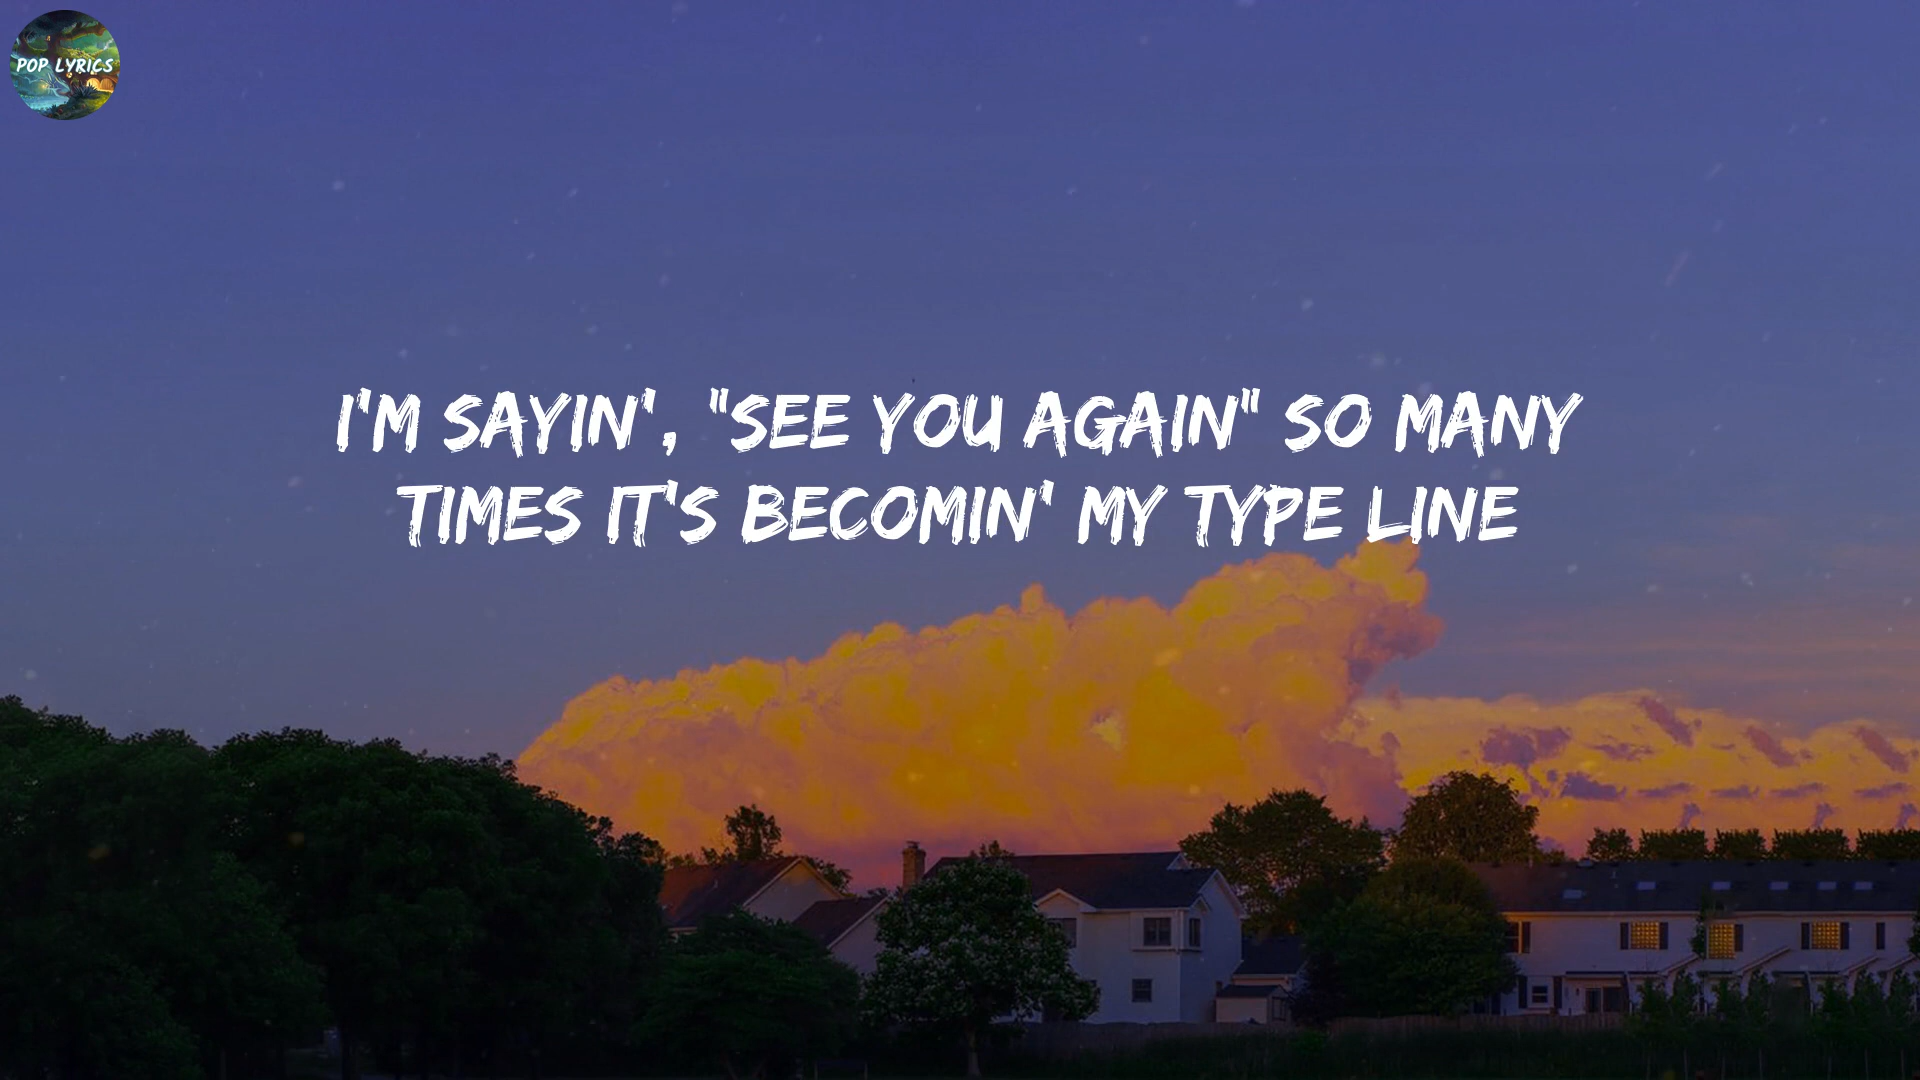 POP LYRICS
I'M SAYIN', "SEE YOU AGAIN" SO MANY
TIMES IT'S BECOMIN' MY TYPE LINE